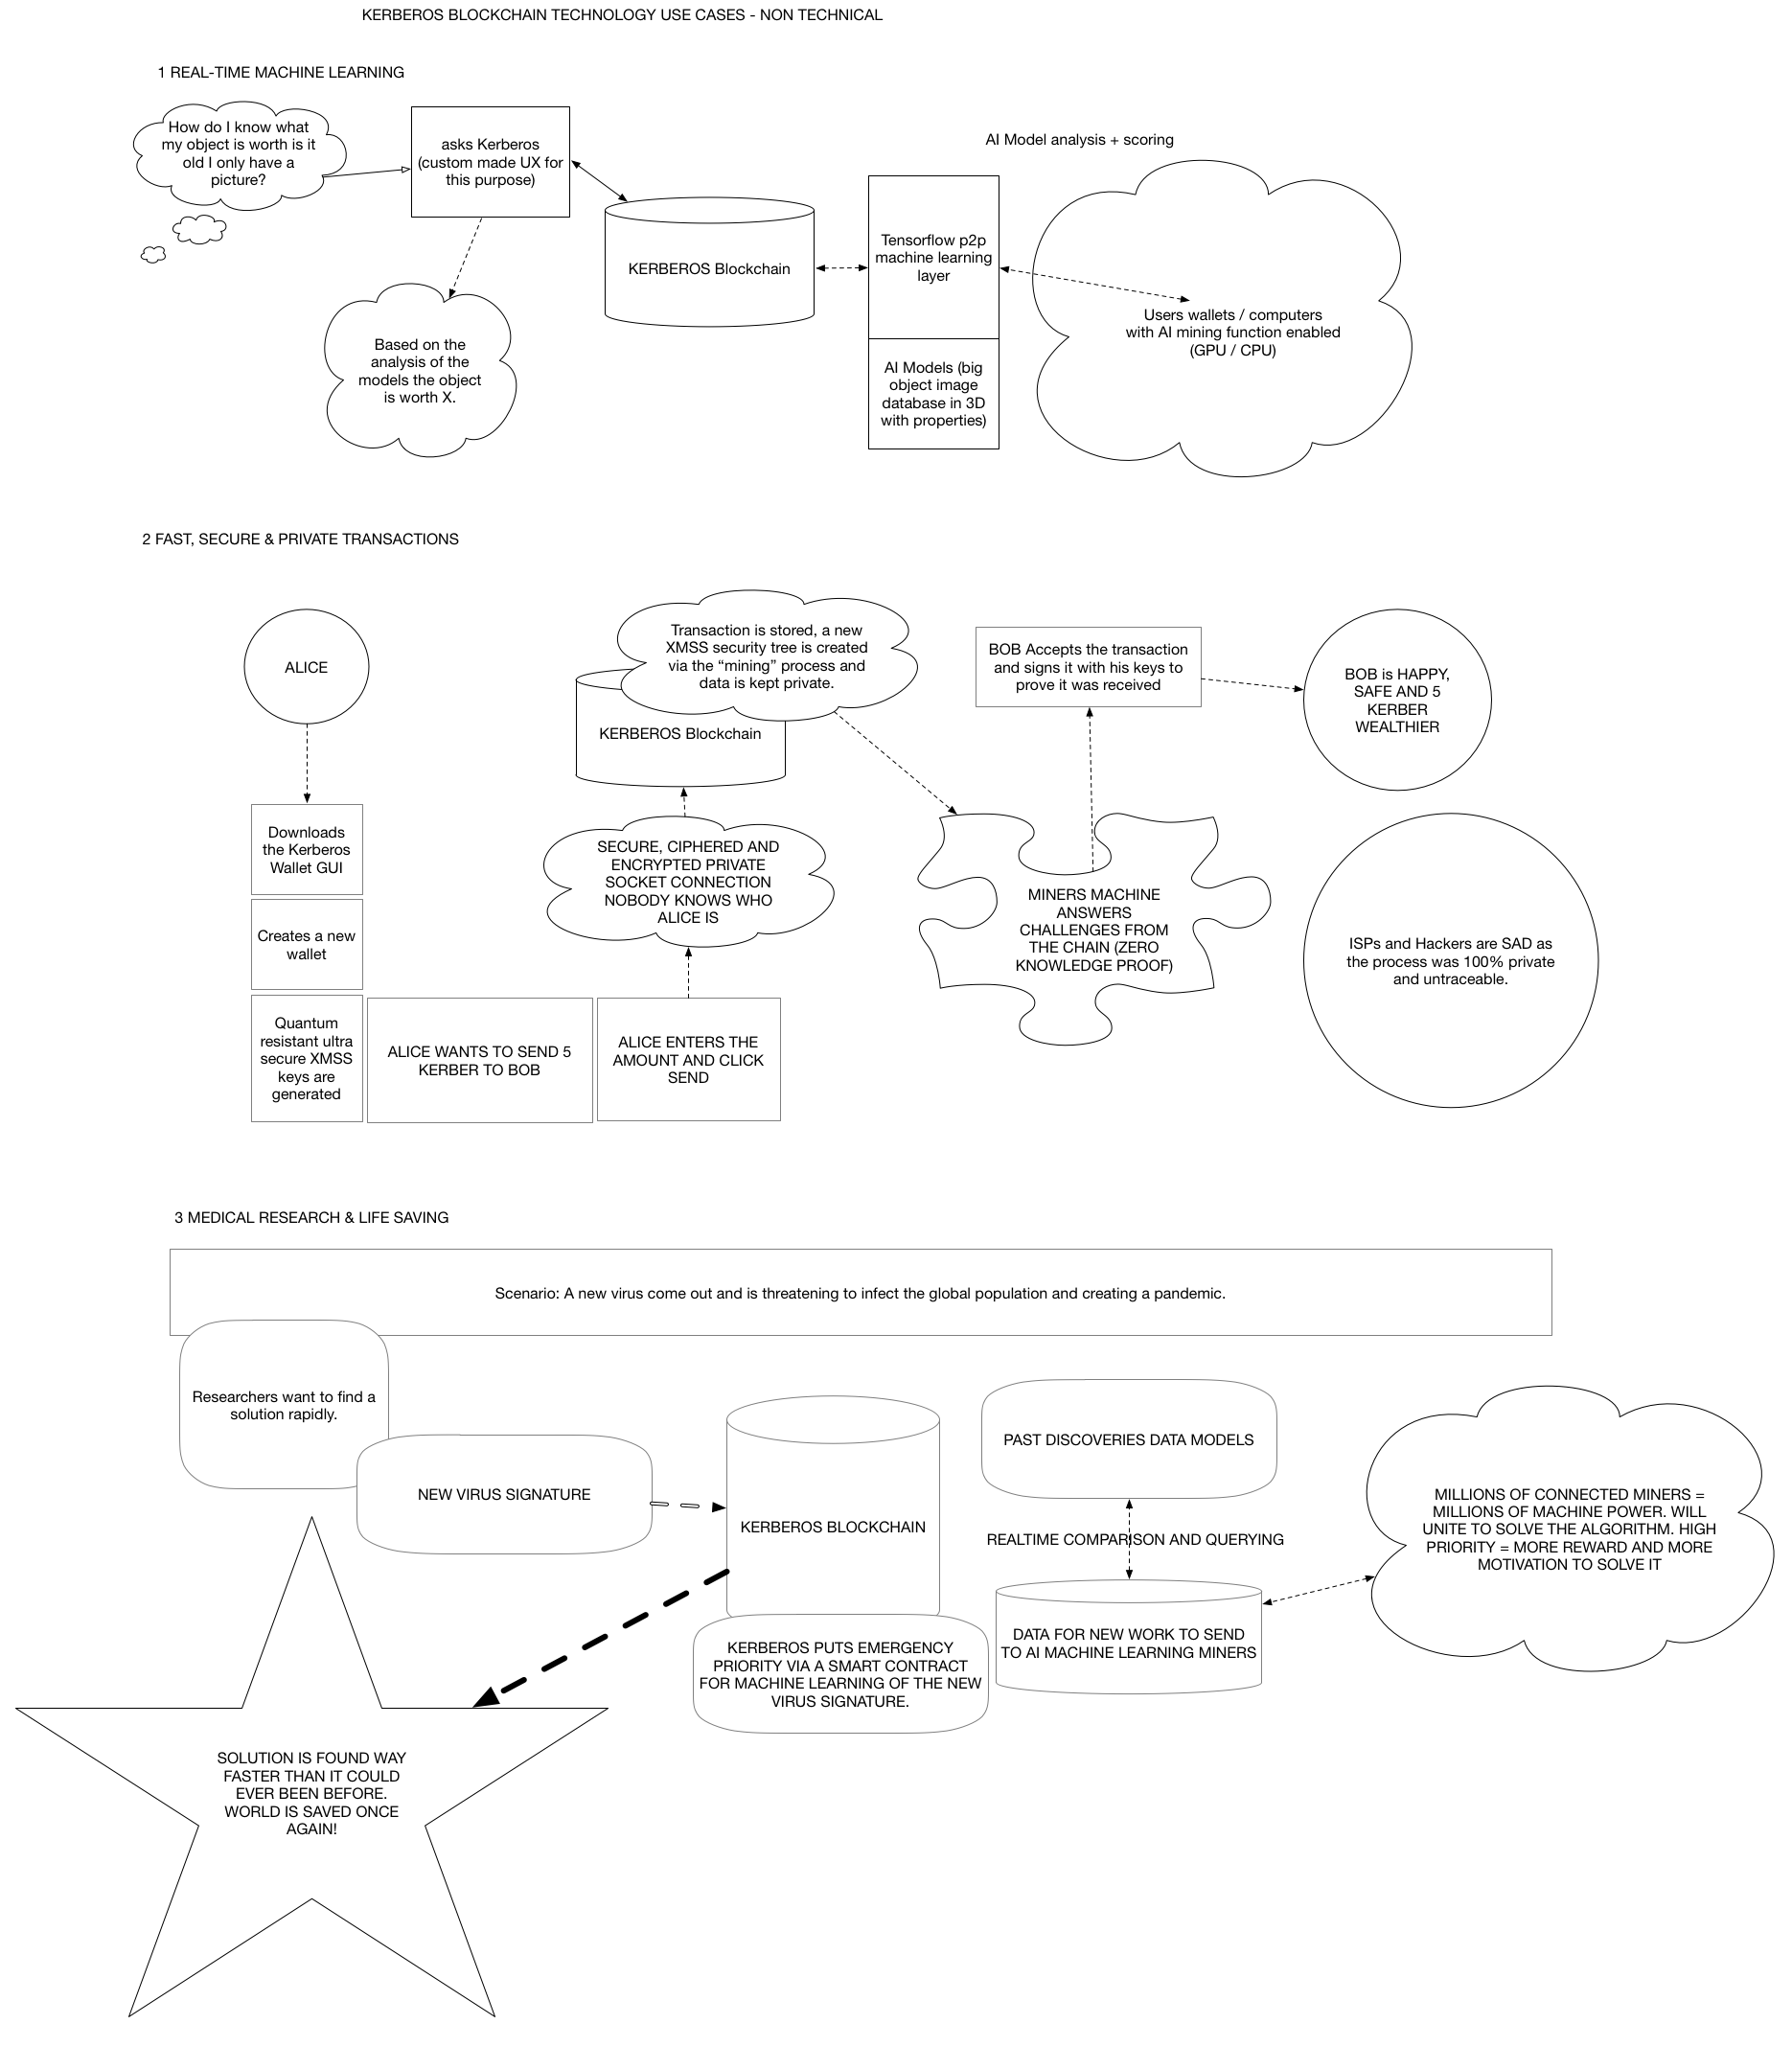 KERBEROS BLOCKCHAIN TECHNOLOGY USE CASES - NON TECHNICAL
1 REAL-TIME MACHINE LEARNING
How do I know what
my object is worth is it
old I only have a
picture?
asks Kerberos
(custom made UX for
this purpose)
Based on the
analysis of the
models the object
is worth X.
KERBEROS Blockchain
Tensorflow p2p
machine learning
layer
AI Models (big
object image
database in 3D
with properties)
AI Model analysis + scoring
Users wallets / computers
with AI mining function enabled
(GPU / CPU)
2 FAST, SECURE & PRIVATE TRANSACTIONS
ALICE
Downloads
the Kerberos
Wallet GUI
Creates a new
wallet
Quantum
resistant ultra
secure XMSS
keys are
generated
ALICE WANTS TO SEND 5
KERBER TO BOB
ALICE ENTERS THE
AMOUNT AND CLICK
SEND
SECURE, CIPHERED AND
ENCRYPTED PRIVATE
SOCKET CONNECTION
NOBODY KNOWS WHO
ALICE IS
KERBEROS Blockchain
Transaction is stored, a new
XMSS security tree is created
via the “mining” process and
data is kept private.
MINERS MACHINE
ANSWERS
CHALLENGES FROM
THE CHAIN (ZERO
KNOWLEDGE PROOF)
BOB Accepts the transaction
and signs it with his keys to
prove it was received
BOB is HAPPY,
SAFE AND 5
KERBER
WEALTHIER
ISPs and Hackers are SAD as
the process was 100% private
and untraceable.
3 MEDICAL RESEARCH & LIFE SAVING
Scenario: A new virus come out and is threatening to infect the global population and creating a pandemic.
Researchers want to find a
solution rapidly.
NEW VIRUS SIGNATURE
KERBEROS BLOCKCHAIN
KERBEROS PUTS EMERGENCY
PRIORITY VIA A SMART CONTRACT
FOR MACHINE LEARNING OF THE NEW
VIRUS SIGNATURE.
PAST DISCOVERIES DATA MODELS
REALTIME COMPARISON AND QUERYING
DATA FOR NEW WORK TO SEND
TO AI MACHINE LEARNING MINERS
MILLIONS OF CONNECTED MINERS =
MILLIONS OF MACHINE POWER. WILL
UNITE TO SOLVE THE ALGORITHM. HIGH
PRIORITY = MORE REWARD AND MORE
MOTIVATION TO SOLVE IT
SOLUTION IS FOUND WAY
FASTER THAN IT COULD
EVER BEEN BEFORE.
WORLD IS SAVED ONCE
AGAIN!